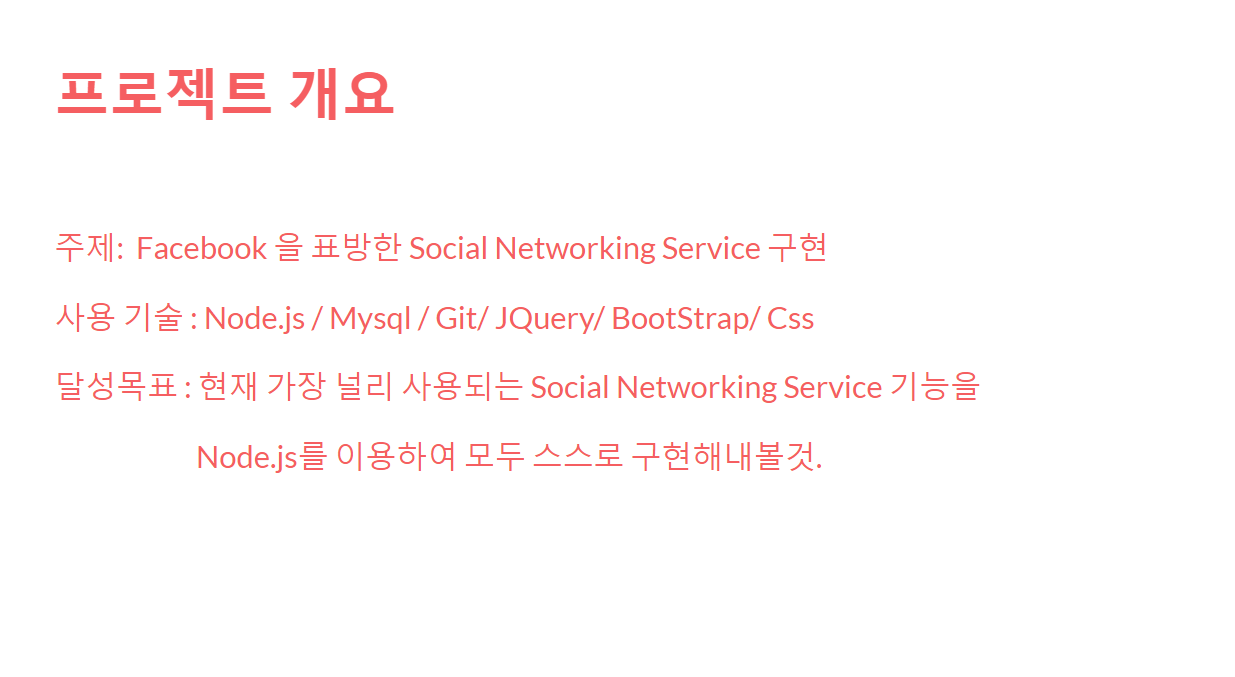 프로젝트 개요
주제: Facebook 을 표방한 Social Networking Service 구현
사용 기술 : Node.js / Mysql / Git/ JQuery/ BootStrap/ Css
달성목표 : 현재 가장 널리 사용되는 Social Networking Service 기능을
Node.js를 이용하여 모두 스스로 구현해내볼것.